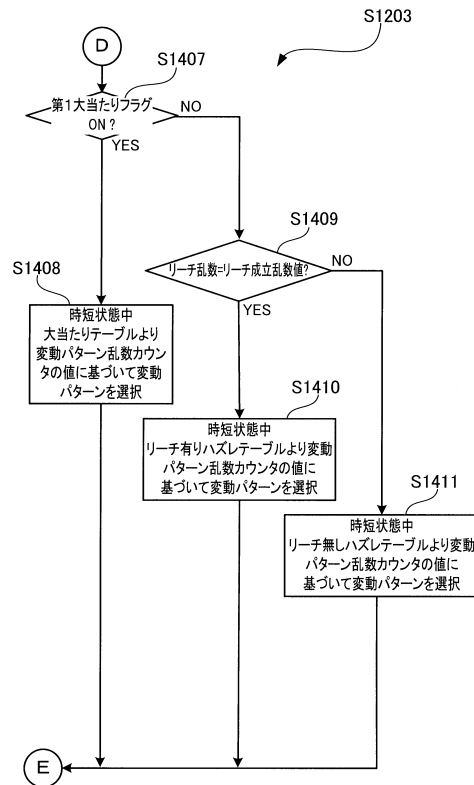 S1203
D
S1407
第1大当たりフラグ
ON?
NO
YES
S1409
リーチ乱数=リーチ成立乱数値?
NO
YES
S1408
時短状態中
大当たりテーブルより
変動パターン乱数カウン
タの値に基づいて変動
パターンを選択
S1410
時短状態中
リーチ有りハズレテーブルより変動
パターン乱数カウンタの値に
基づいて変動パターンを選択
S1411
時短状態中
リーチ無しハズレテーブルより変動
パターン乱数カウンタの値に
基づいて変動パターンを選択
E